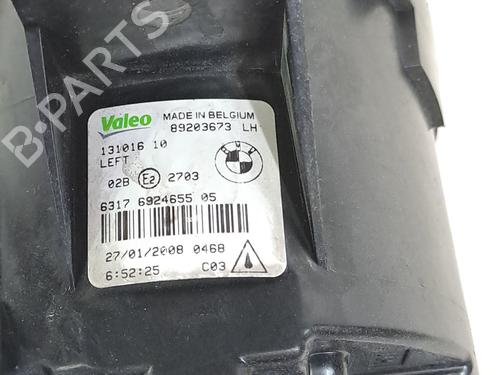 B-PARTS
Valeo MADE IN BELGIUM
89203673 LH
131016 10
LEFT
02B E2 2703
6317 6924655 05
27/01/2008 0468
6:52:25 C03